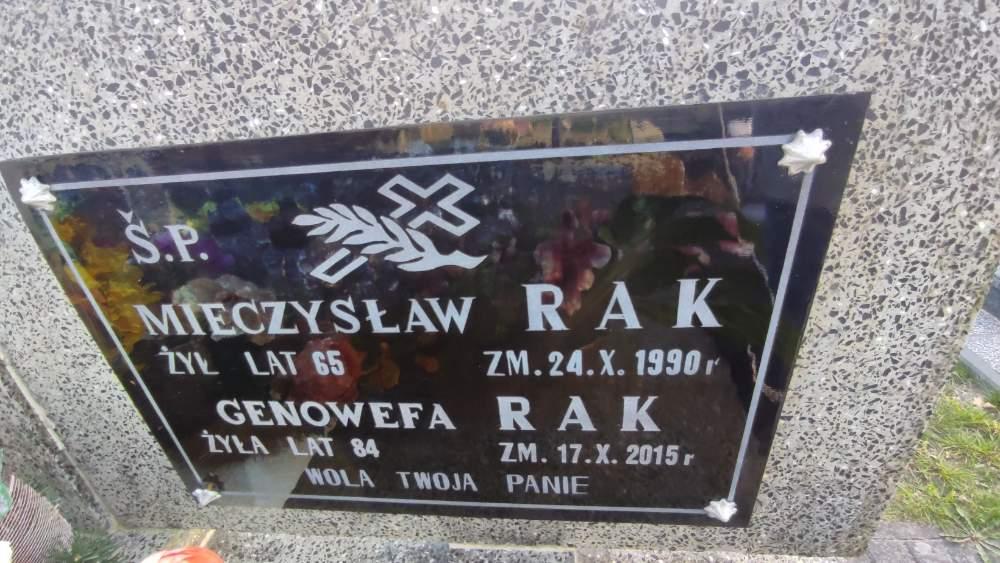 Ś.P.
MIECZYSŁAW RAK
ŻYŁ LAT 65 ZM. 24. X. 1990 r
GENOWEFA RAK
ŻYŁA LAT 84 ZM. 17. X. 2015 r
WOLA TWOJA PANIE